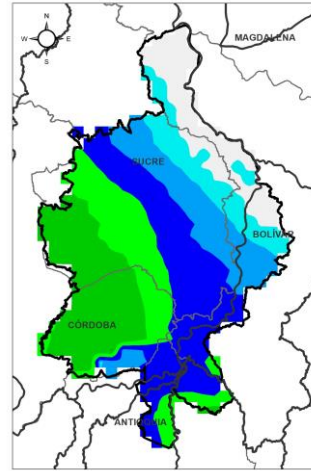 N
W E
S
MAGDALENA
SUCRE
BOLÍVAR
CÓRDOBA
ANTIOQUIA